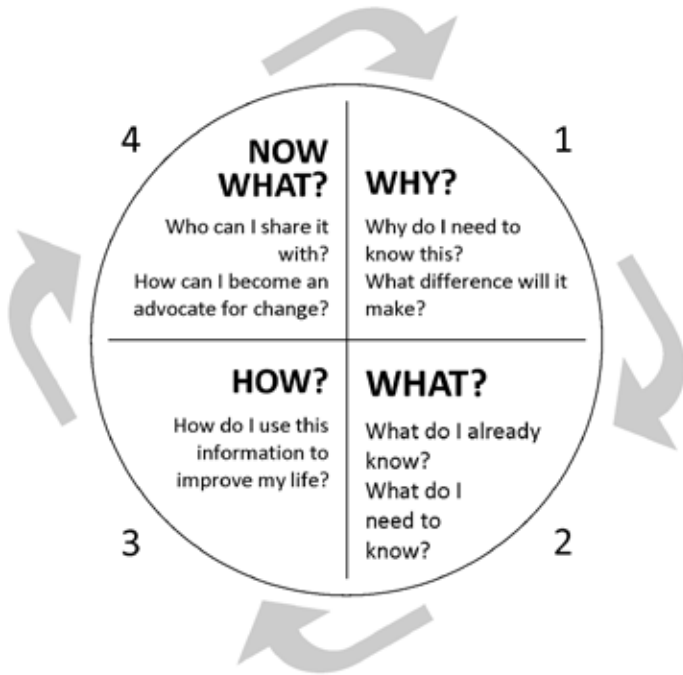 1
WHY?
Why do I need to
know this?
What difference will it
make?
2
WHAT?
What do I already
know?
What do I
need to
know?
3
HOW?
How do I use this
information to
improve my life?
4
NOW
WHAT?
Who can I share it
with?
How can I become an
advocate for change?